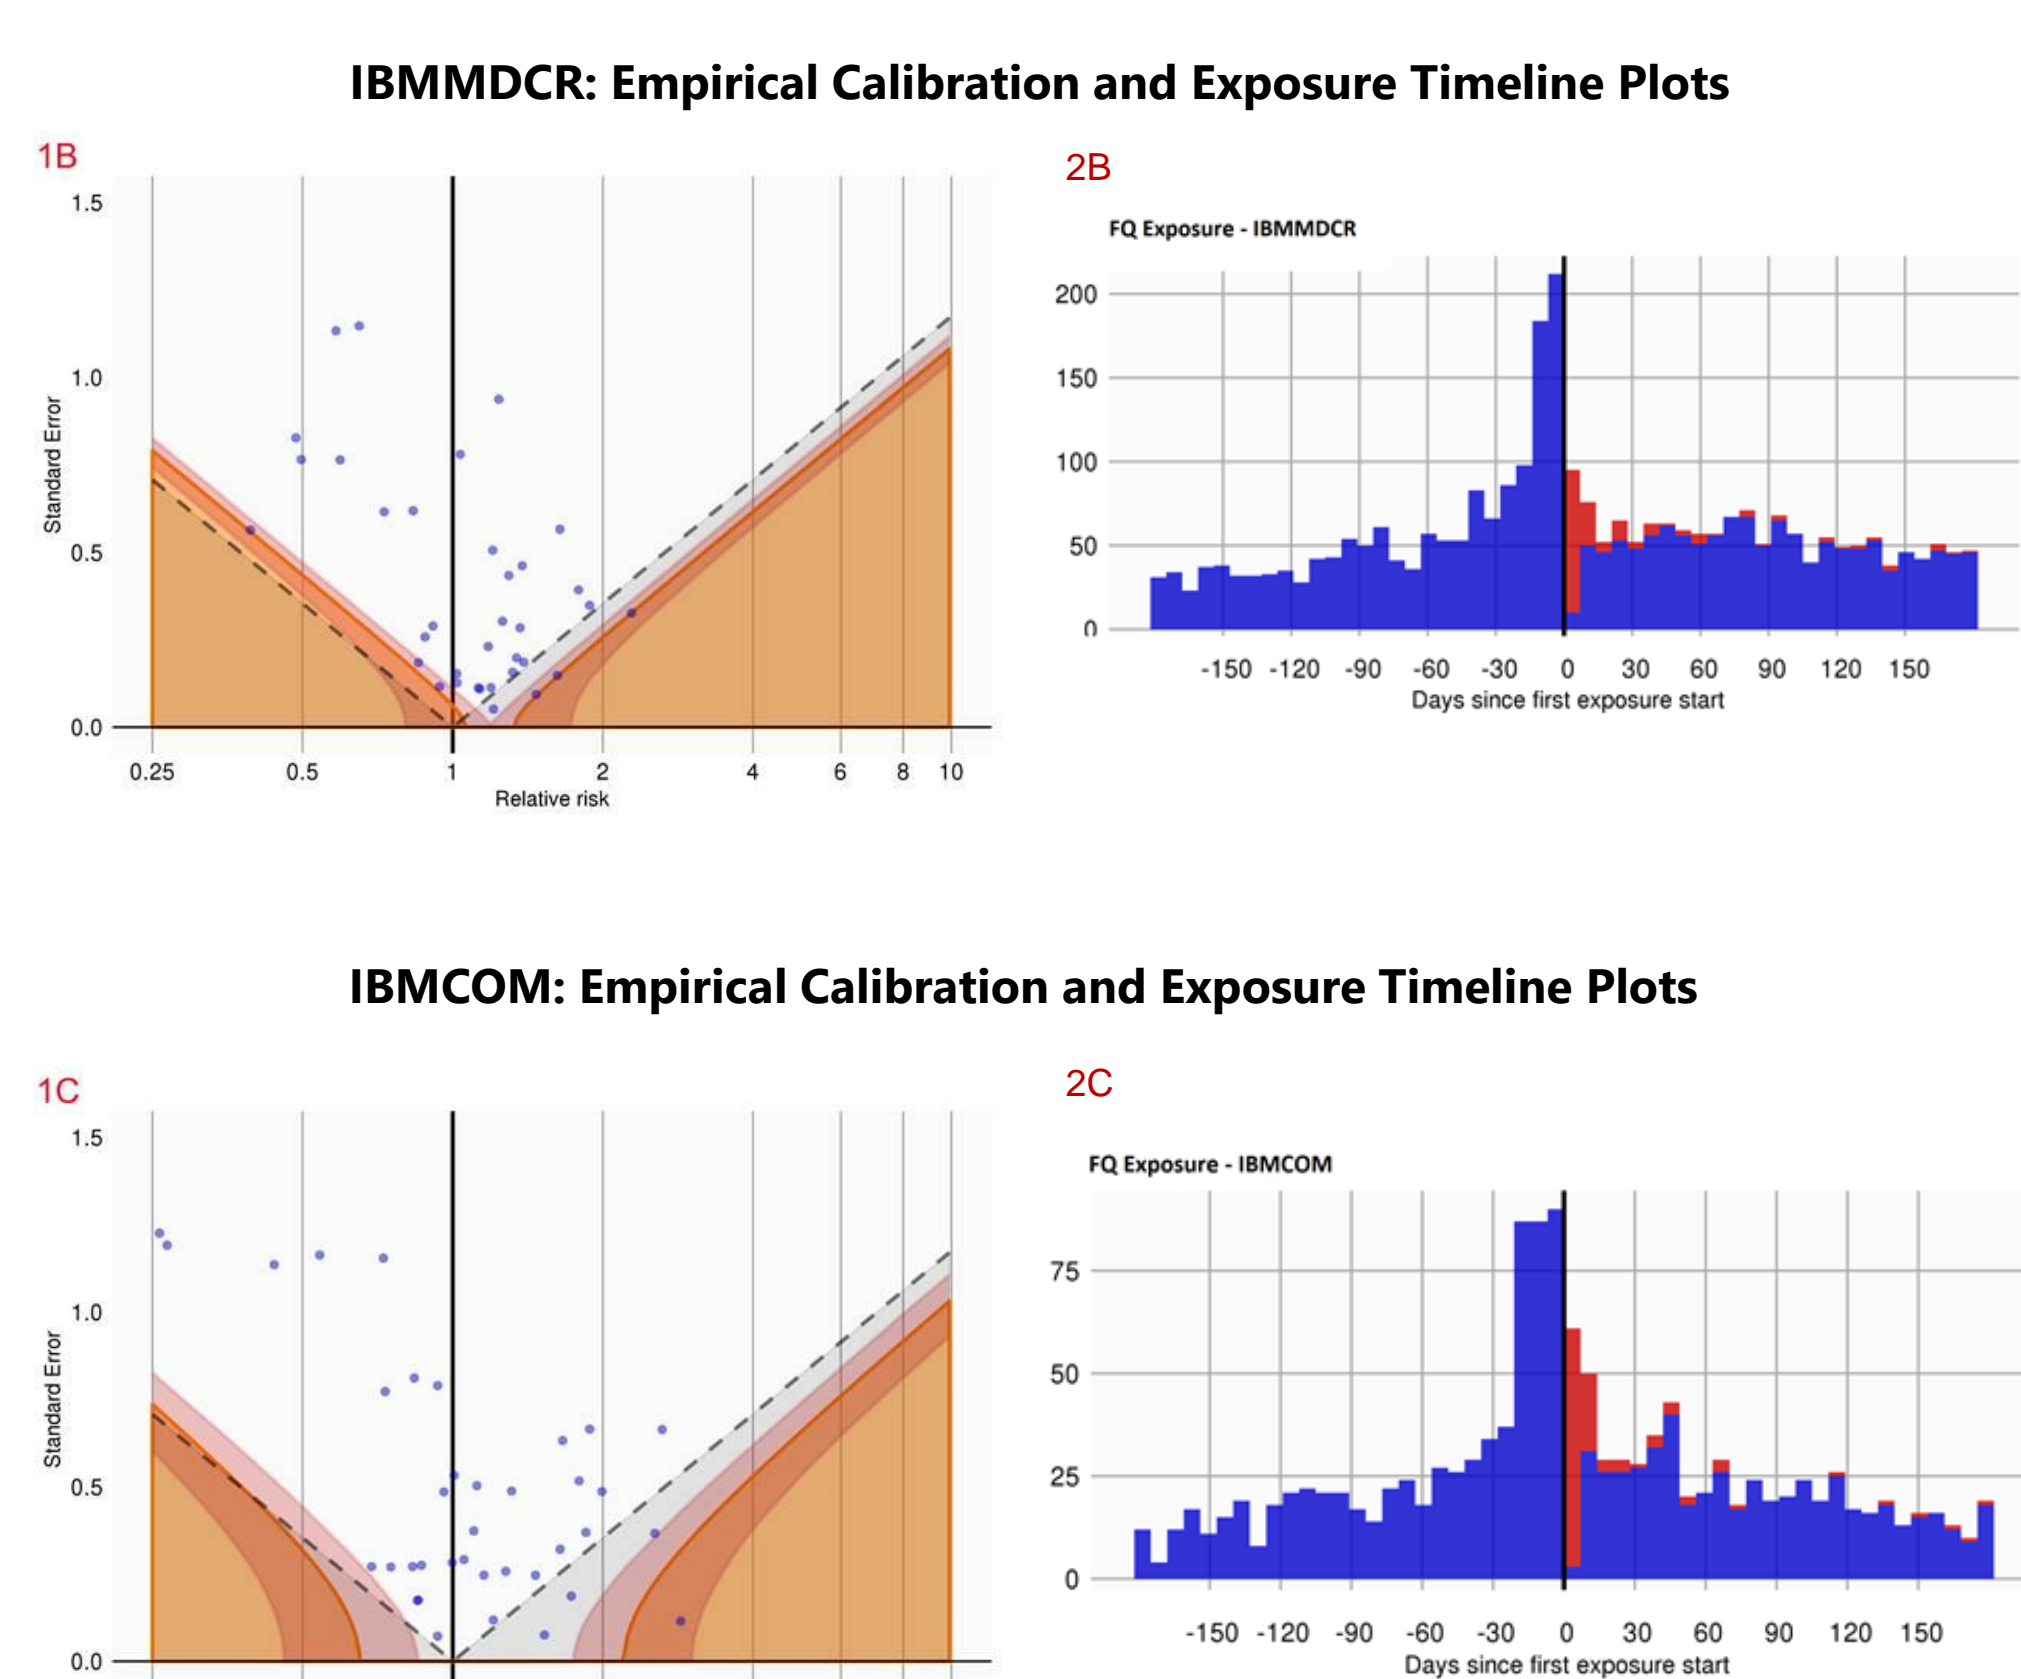 IBMMDCR: Empirical Calibration and Exposure Timeline Plots
1B
1.5
1.0
0.5
0.0
Standard Error
0.25 0.5 1 2 4 6 8 10
Relative risk
2B
FQ Exposure - IBMMDCR
200
150
100
50
0
-150 -120 -90 -60 -30 0 30 60 90 120 150
Days since first exposure start
IBMCOM: Empirical Calibration and Exposure Timeline Plots
1C
1.5
1.0
0.5
0.0
Standard Error
2C
FQ Exposure - IBMCOM
75
50
25
0
-150 -120 -90 -60 -30 0 30 60 90 120 150
Days since first exposure start